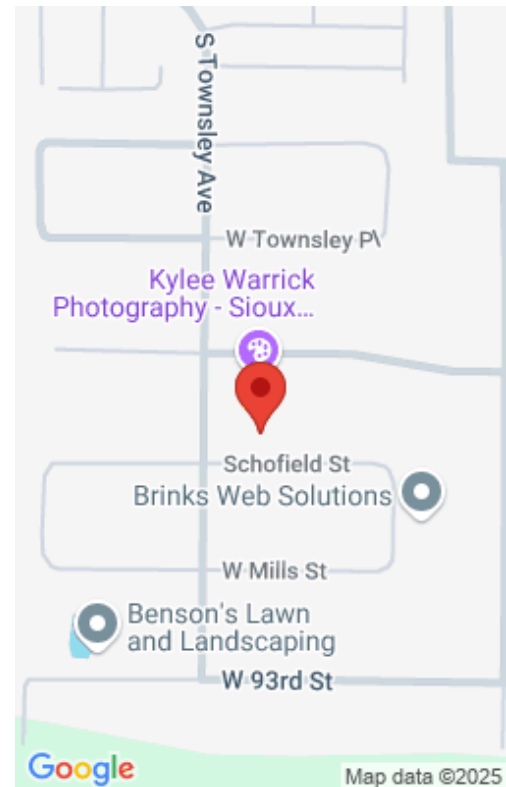 S Townsley Ave
W Townsley Pl
Kylee Warrick
Photography - Sioux...
Schofield St
Brinks Web Solutions
W Mills St
Benson's Lawn
and Landscaping
W 93rd St
Google
Map data ©2025